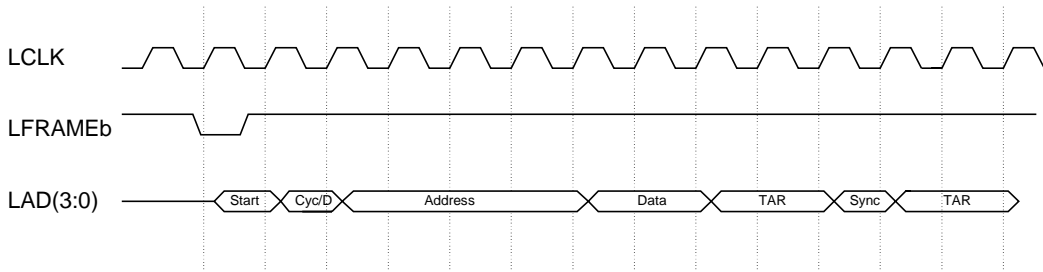 LCLK
LFRAMEb
LAD(3:0) Start Cyc/D Address Data TAR Sync TAR